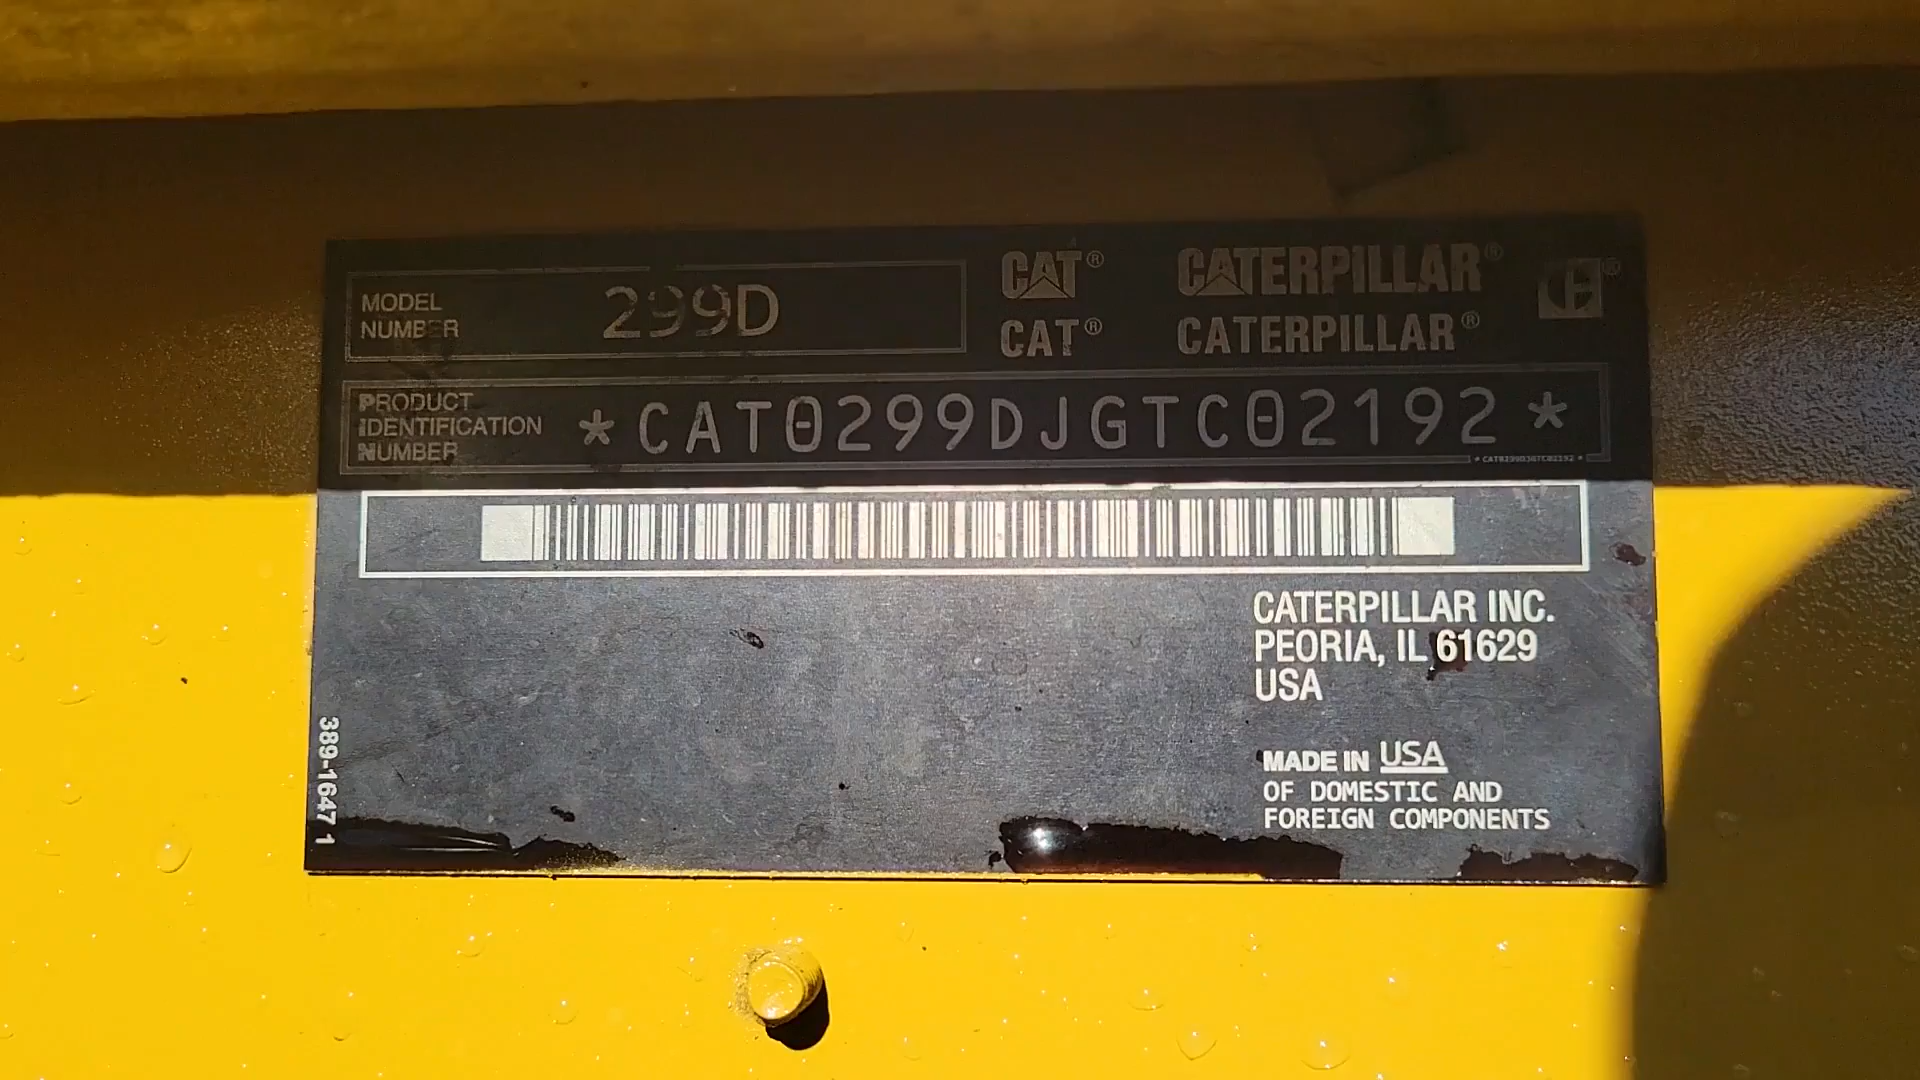 MODEL
NUMBER
299D
CAT® CATERPILLAR®
CAT® CATERPILLAR®
PRODUCT
IDENTIFICATION
NUMBER
*CAT0299DJGTC02192*
*CAT0299DJGTC02192*
CATERPILLAR INC.
PEORIA, IL 61629
USA
MADE IN USA
OF DOMESTIC AND
FOREIGN COMPONENTS
389-1647 1